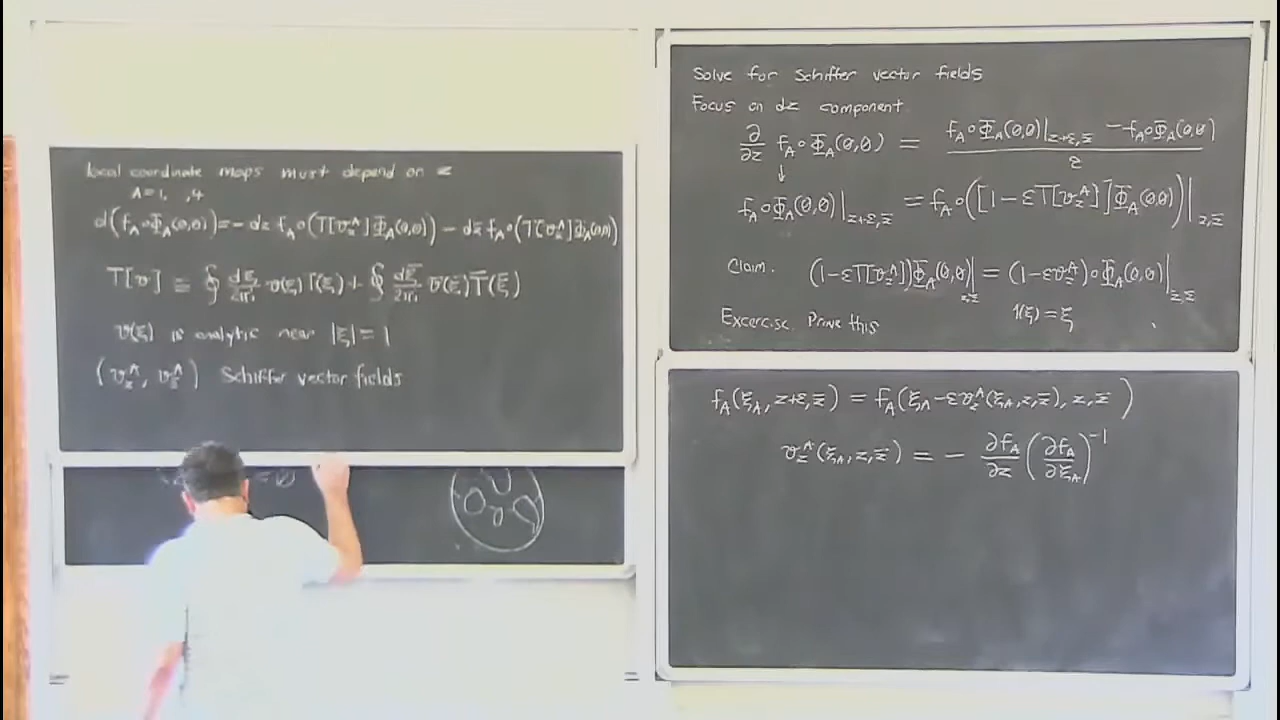 local coordinate maps must depend on z
A=1, ,4
d(f_A∘Φ_A(0,0))=-dz f_A∘(T[v_z^A]Φ_A(0,0)) - dz̄ f_A∘(T[v_z̄^A]Φ_A(0,0))
T[v] ≡ ∮ dξ/2πi v(ξ)T(ξ) + ∮ dξ̄/2πi v̄(ξ̄)T̄(ξ̄)
v(ξ) is analytic near |ξ|=1
(v_z^A, v_z̄^A) Schiffer vector fields
= 0
Solve for Schiffer vector fields
Focus on dz component
∂/∂z f_A∘Φ_A(0,0) = (f_A∘Φ_A(0,0)|_{z+ε,z̄} - f_A∘Φ_A(0,0))/ε
↓
f_A∘Φ_A(0,0)|_{z+ε,z̄} = f_A∘([1-εT[v_z^A]]Φ_A(0,0))|_{z,z̄}
Claim. (1-εT[v_z^A])Φ_A(0,0)|_{z,z̄} = (1-εv_z^A)∘Φ_A(0,0)|_{z,z̄}
1(ξ)=ξ
Excercise. Prove this
f_A(ξ_A, z+ε, z̄) = f_A(ξ_A-εv_z^A(ξ_A,z,z̄), z, z̄)
v_z^A(ξ_A,z,z̄) = - ∂f_A/∂z (∂f_A/∂ξ_A)^{-1}